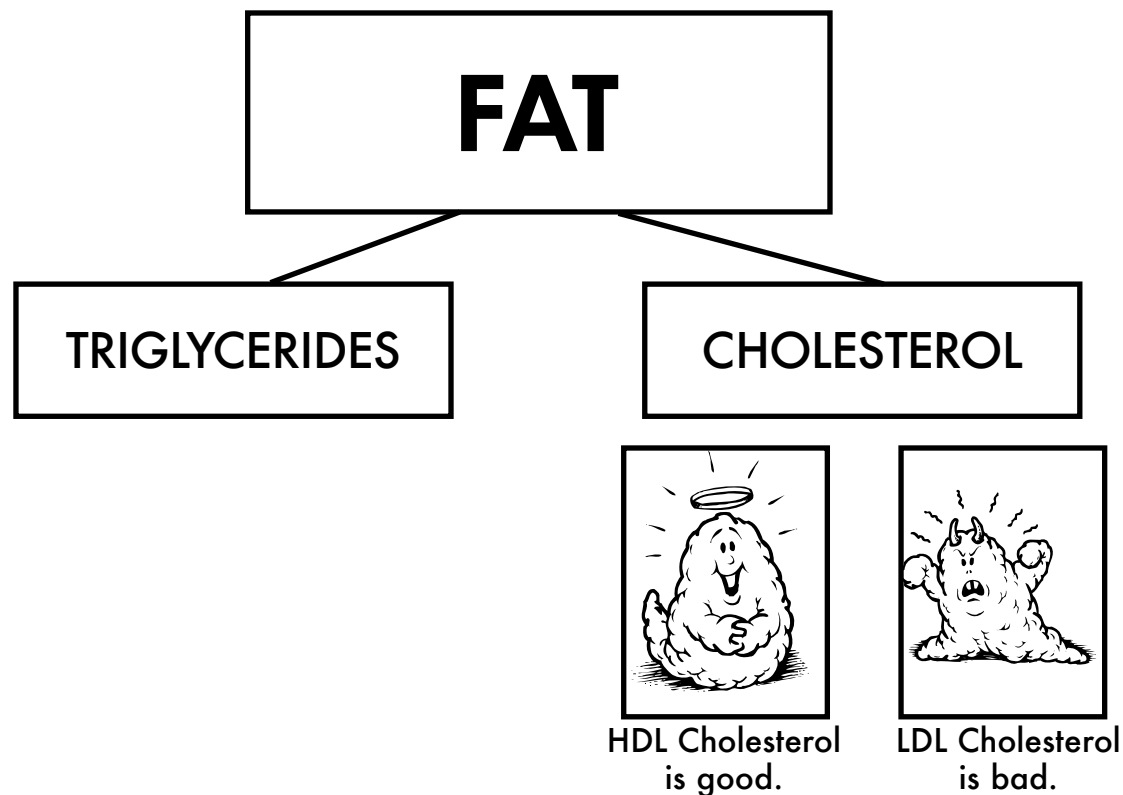 FAT
TRIGLYCERIDES
CHOLESTEROL
HDL Cholesterol
is good.
LDL Cholesterol
is bad.